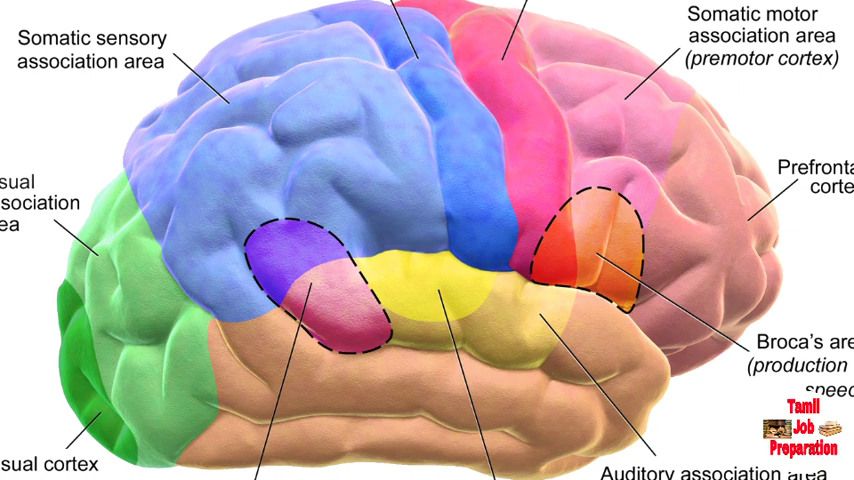 Somatic motor
association area
(premotor cortex)
Somatic sensory
association area
Prefronta
corte
sual
sociation
ea
Broca's are
(production
speec
sual cortex
Auditory association area
Tamil
Job
Preparation